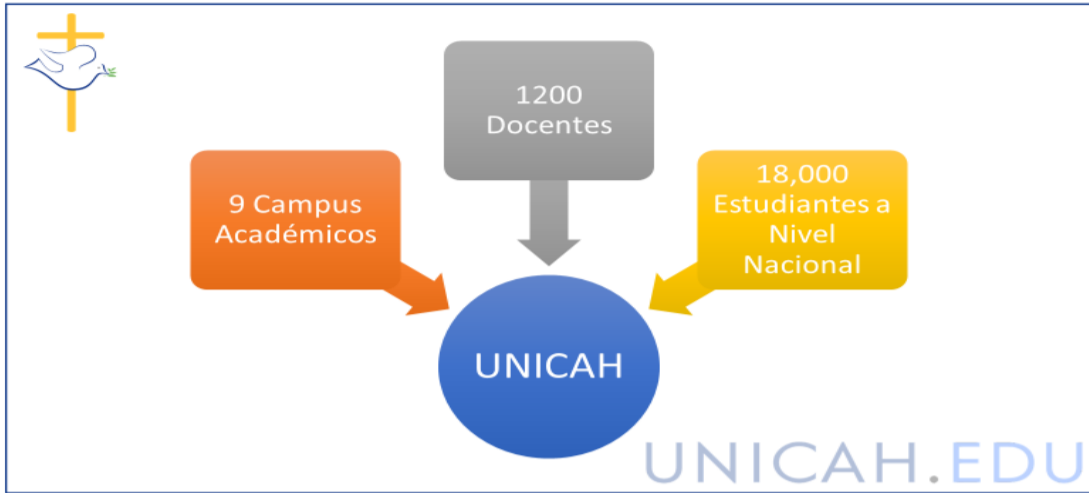 1200
Docentes
9 Campus
Académicos
18,000
Estudiantes a
Nivel
Nacional
UNICAH
UNICAH.EDU